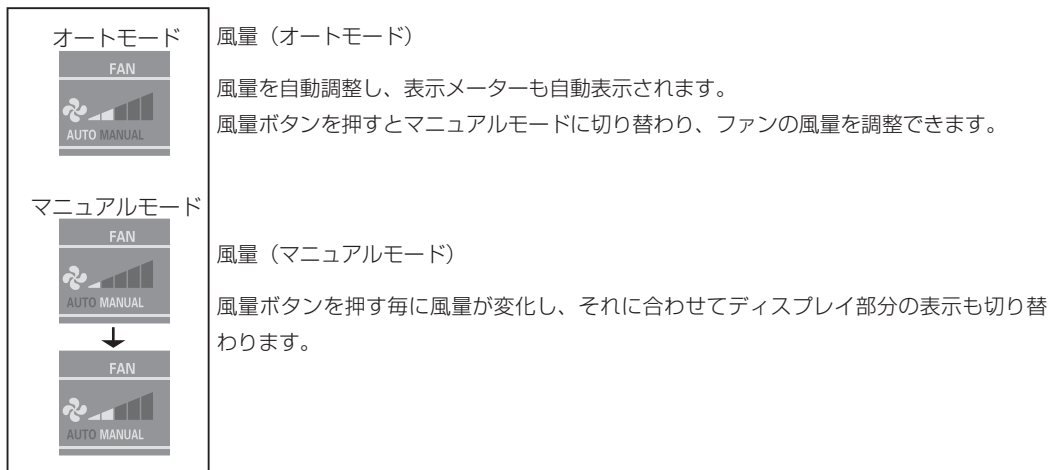 オートモード
FAN
AUTO MANUAL
風量（オートモード）
風量を自動調整し、表示メーターも自動表示されます。
風量ボタンを押すとマニュアルモードに切り替わり、ファンの風量を調整できます。
マニュアルモード
FAN
AUTO MANUAL
FAN
AUTO MANUAL
風量（マニュアルモード）
風量ボタンを押す毎に風量が変化し、それに合わせてディスプレイ部分の表示も切り替
わります。